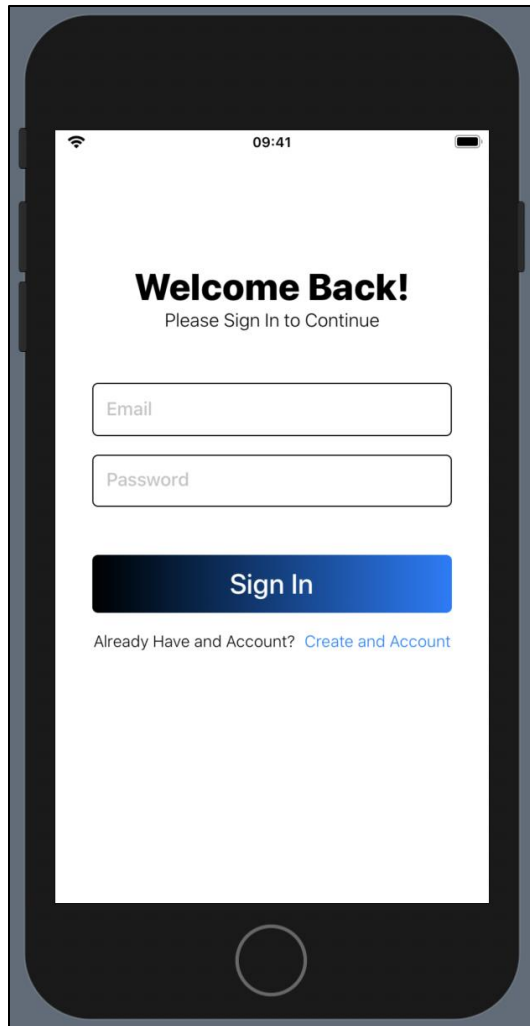 09:41
Welcome Back!
Please Sign In to Continue
Email
Password
Sign In
Already Have and Account? Create and Account